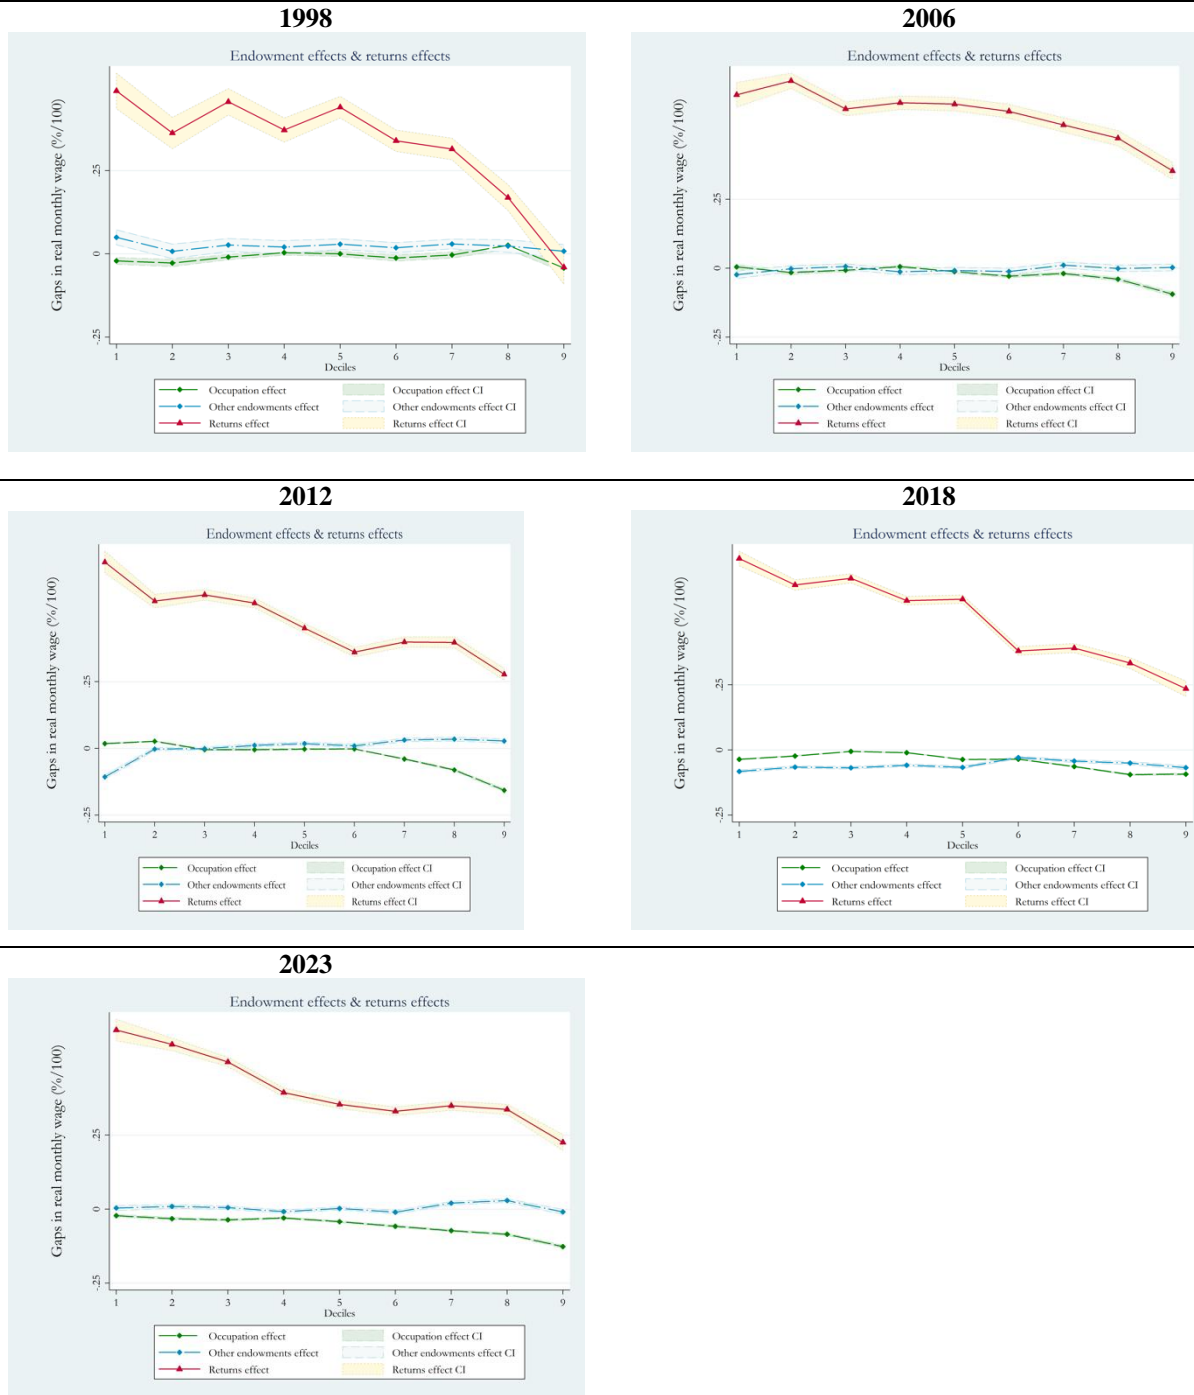 1998
Endowment effects & returns effects
Gaps in real monthly wage (%/100)
.25
0
-.25
1 2 3 4 5 6 7 8 9
Deciles
Occupation effect Occupation effect CI
Other endowments effect Other endowments effect CI
Returns effect Returns effect CI
2006
Endowment effects & returns effects
Gaps in real monthly wage (%/100)
.25
0
-.25
1 2 3 4 5 6 7 8 9
Deciles
Occupation effect Occupation effect CI
Other endowments effect Other endowments effect CI
Returns effect Returns effect CI
2012
Endowment effects & returns effects
Gaps in real monthly wage (%/100)
.25
0
-.25
1 2 3 4 5 6 7 8 9
Deciles
Occupation effect Occupation effect CI
Other endowments effect Other endowments effect CI
Returns effect Returns effect CI
2018
Endowment effects & returns effects
Gaps in real monthly wage (%/100)
.25
0
-.25
1 2 3 4 5 6 7 8 9
Deciles
Occupation effect Occupation effect CI
Other endowments effect Other endowments effect CI
Returns effect Returns effect CI
2023
Endowment effects & returns effects
Gaps in real monthly wage (%/100)
.25
0
-.25
1 2 3 4 5 6 7 8 9
Deciles
Occupation effect Occupation effect CI
Other endowments effect Other endowments effect CI
Returns effect Returns effect CI